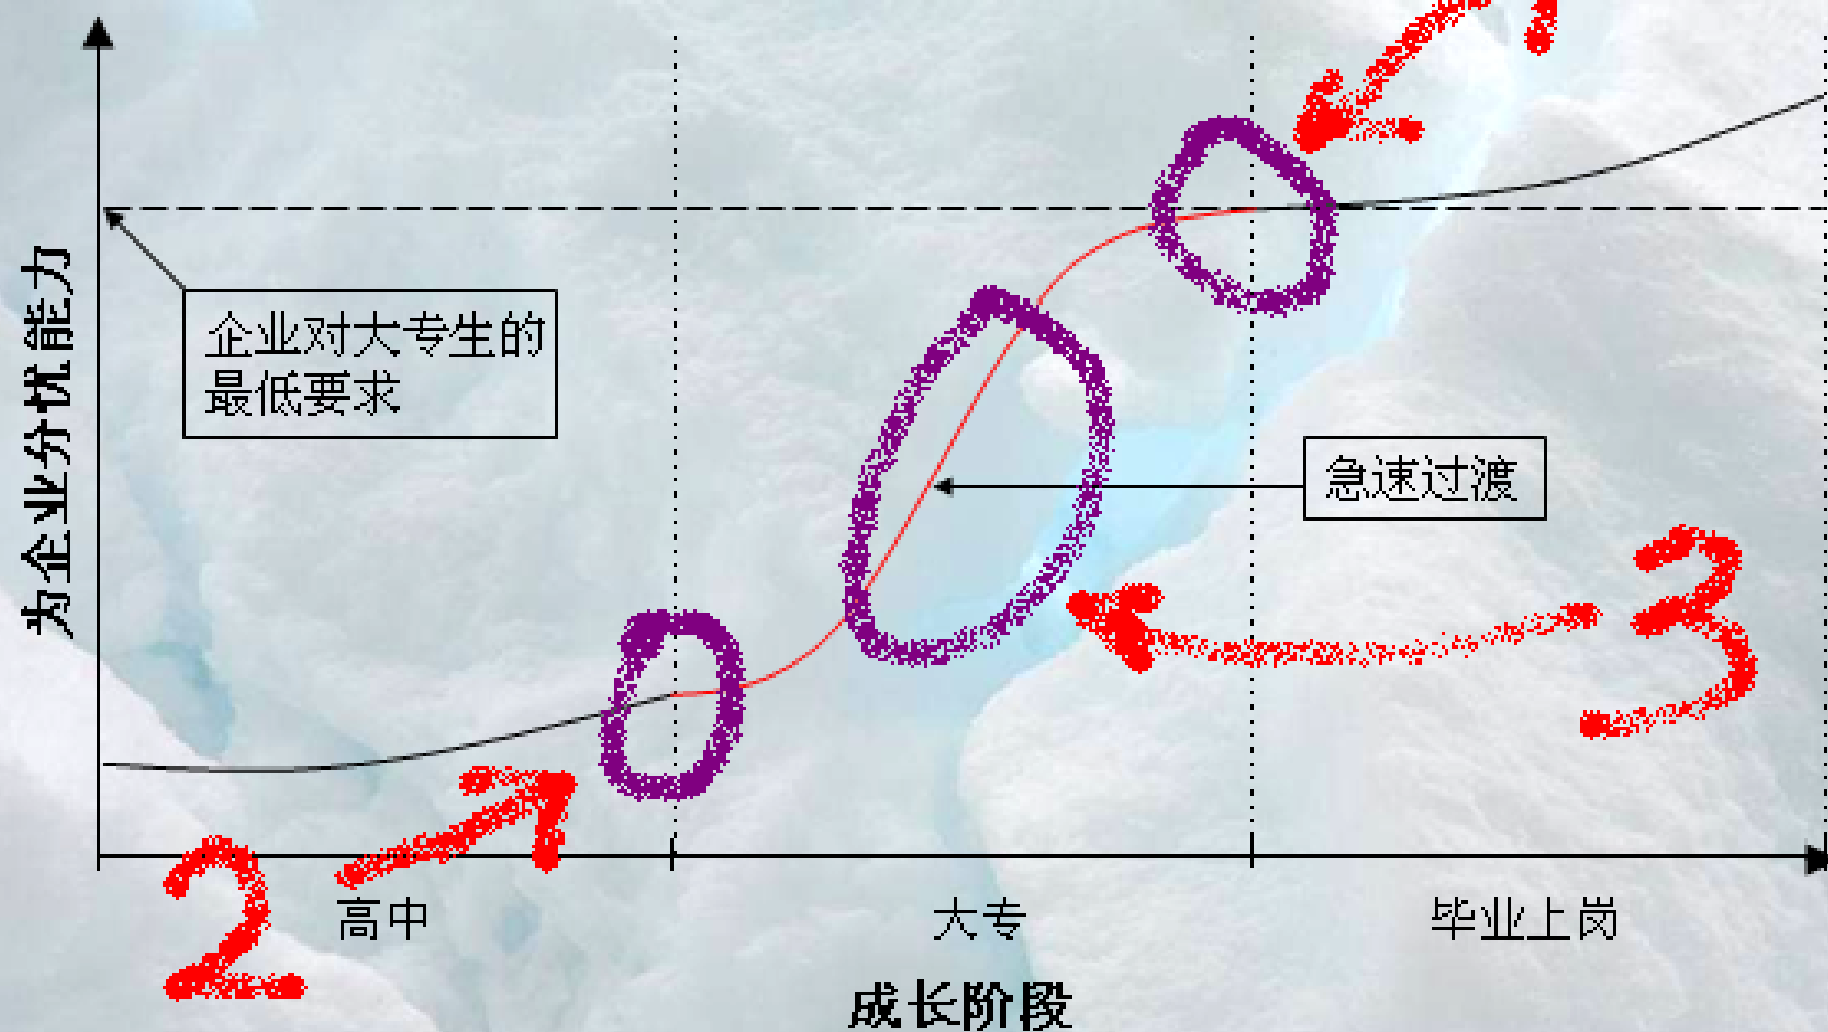 为企业分忧能力
企业对大专生的
最低要求
急速过渡
3
2
高中
大专
毕业上岗
成长阶段